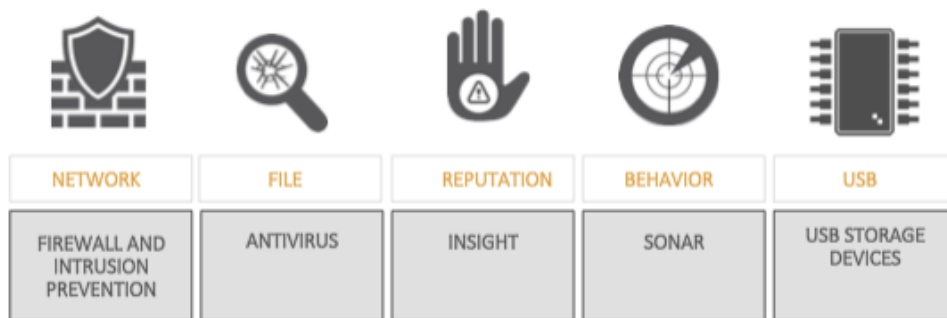 NETWORK
FILE
REPUTATION
BEHAVIOR
USB
FIREWALL AND
INTRUSION
PREVENTION
ANTIVIRUS
INSIGHT
SONAR
USB STORAGE
DEVICES